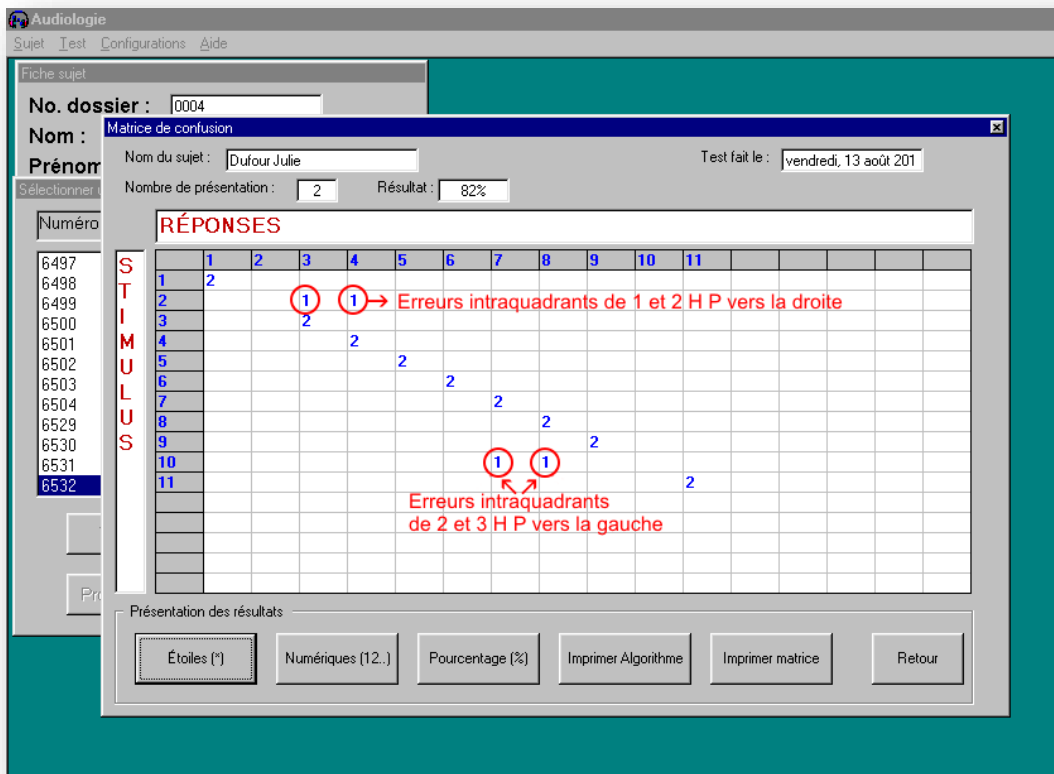 Audiologie
Sujet Test Configurations Aide
Fiche sujet
No. dossier : 0004
Nom :
Prénom
Sélectionner
Numéro
6497
6498
6499
6500
6501
6502
6503
6504
6529
6530
6531
6532
Matrice de confusion
Nom du sujet : Dufour Julie Test fait le : vendredi, 13 août 201
Nombre de présentation : 2 Résultat : 82%
RÉPONSES
STIMULUS
1 2 3 4 5 6 7 8 9 10 11
1 2
2 1 1 Erreurs intraquadrants de 1 et 2 H P vers la droite
3 2
4 2
5 2
6 2
7 2
8 2
9 2
10 1 1
11 2
Erreurs intraquadrants
de 2 et 3 H P vers la gauche
Présentation des résultats
Étoiles (*) Numériques (12..) Pourcentage (%) Imprimer Algorithme Imprimer matrice Retour